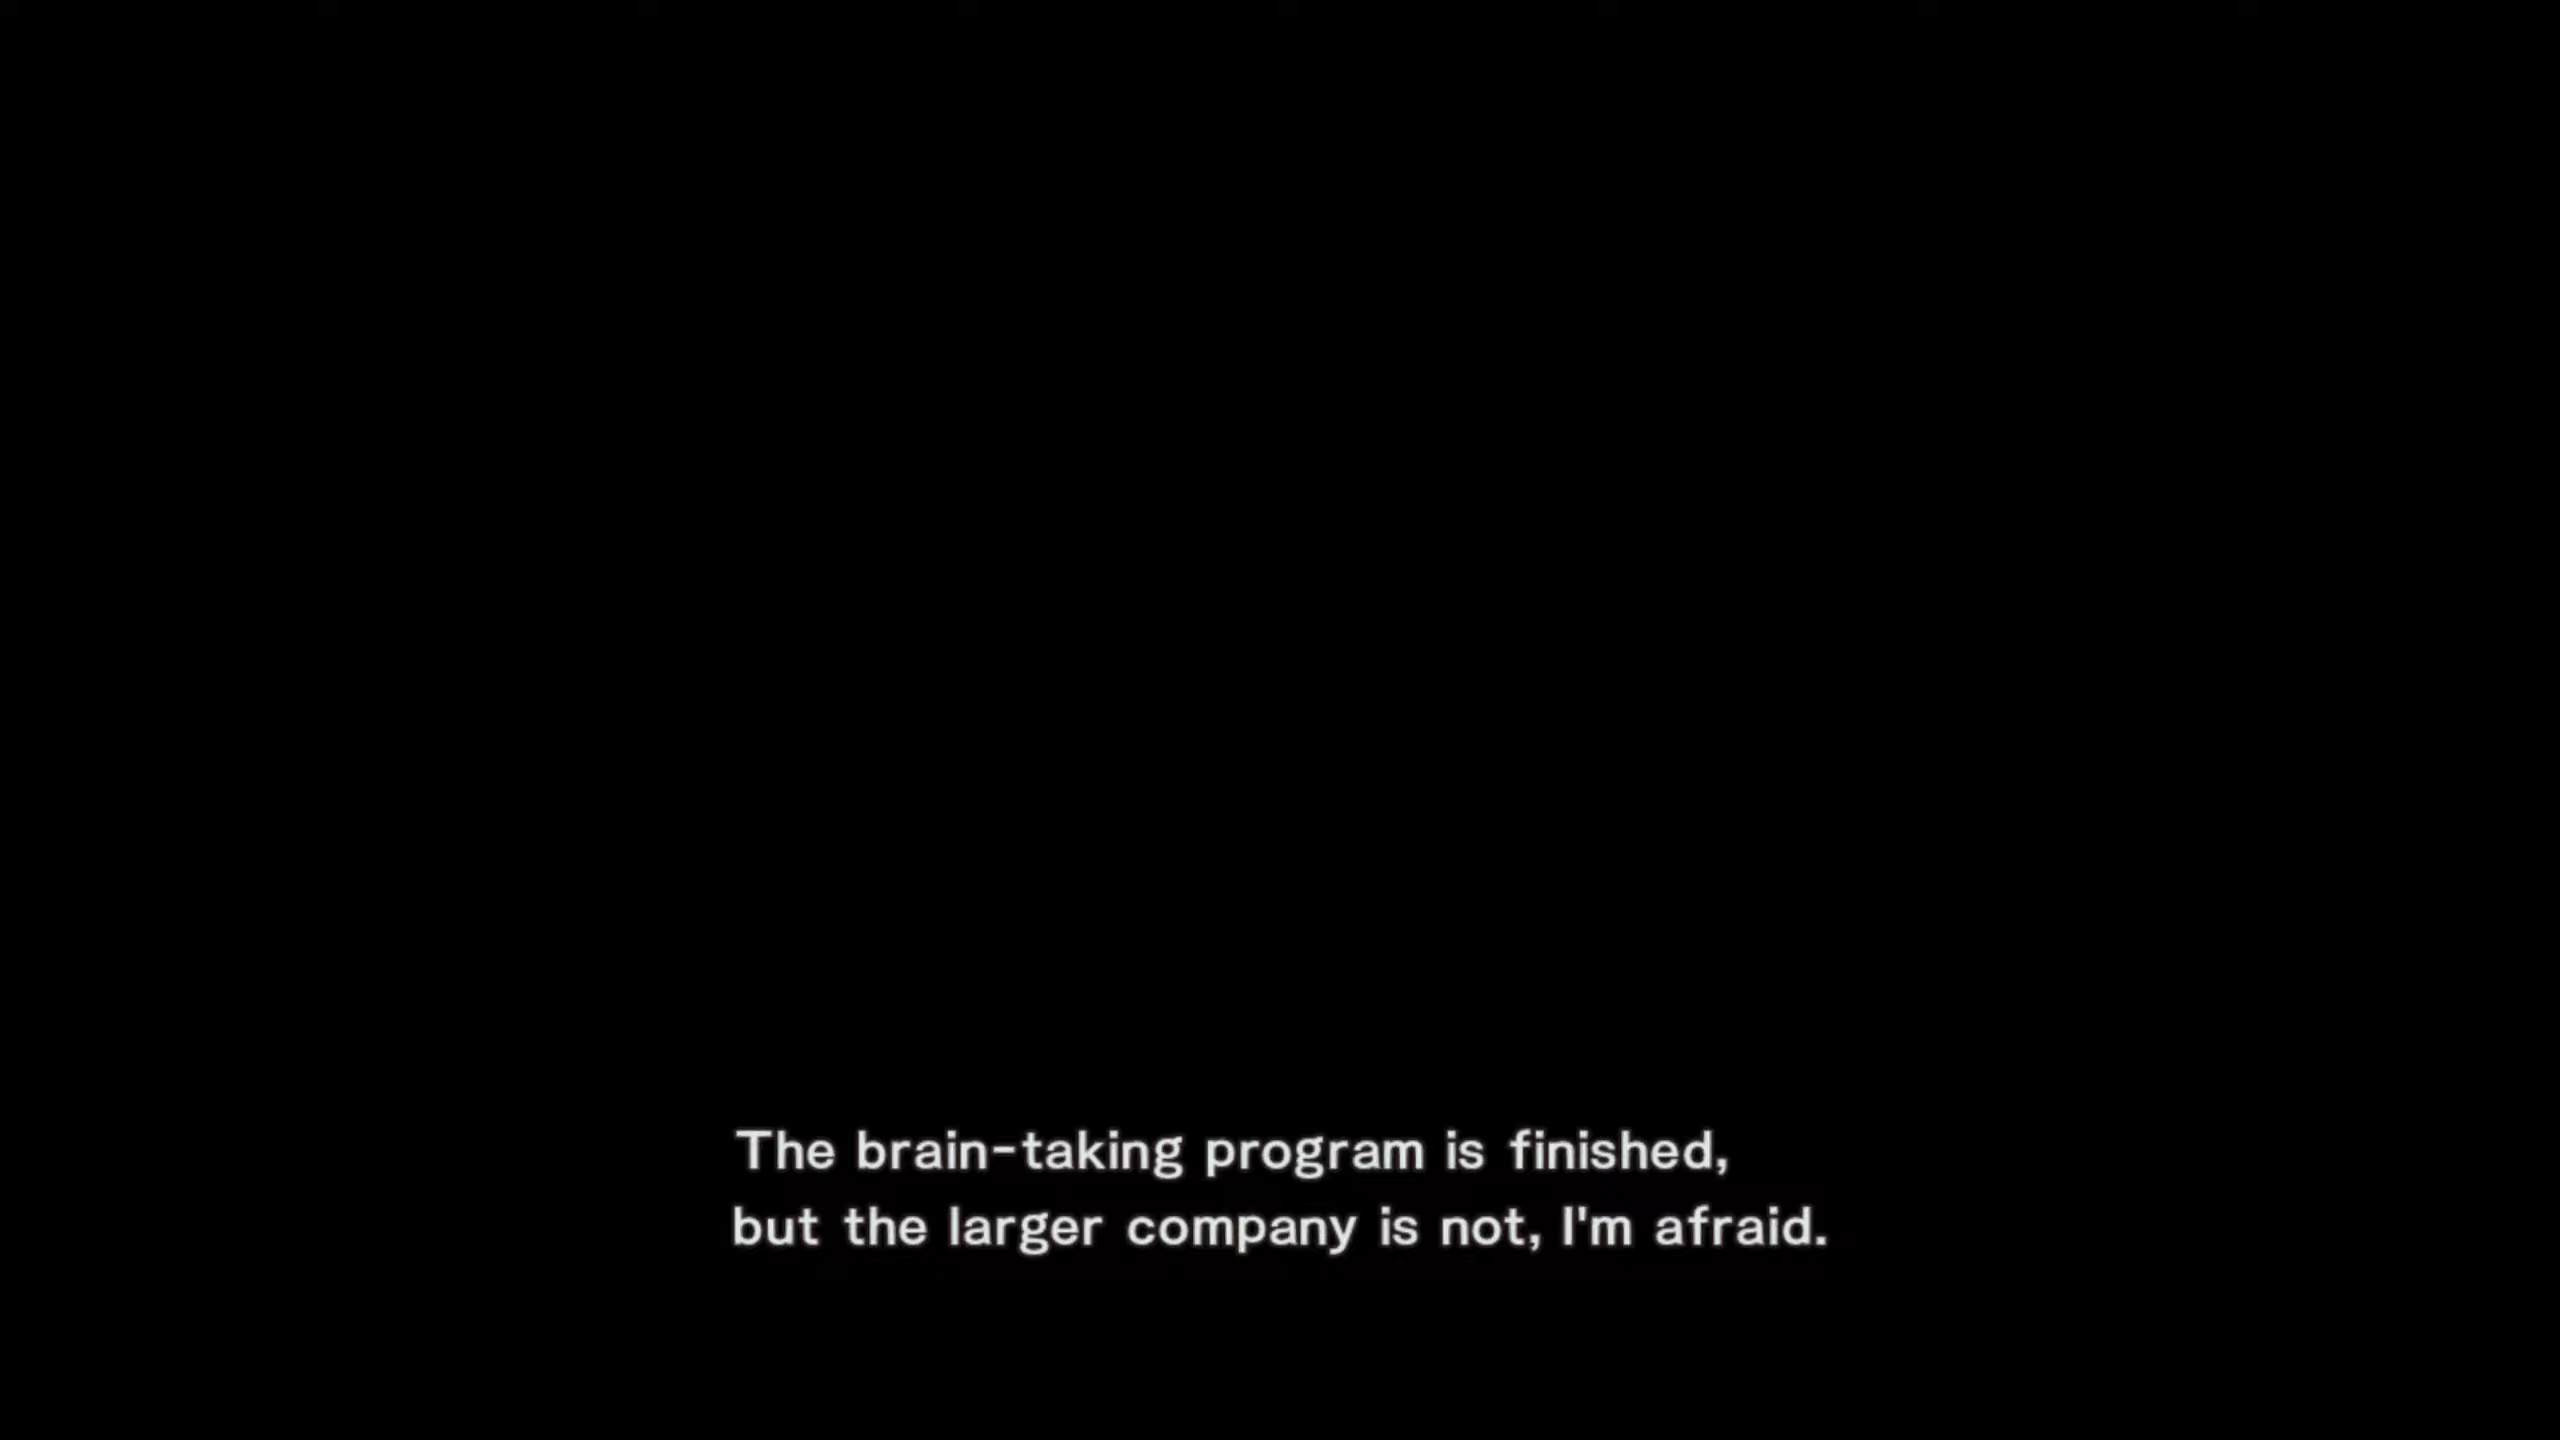 The brain-taking program is finished,
but the larger company is not, I'm afraid.